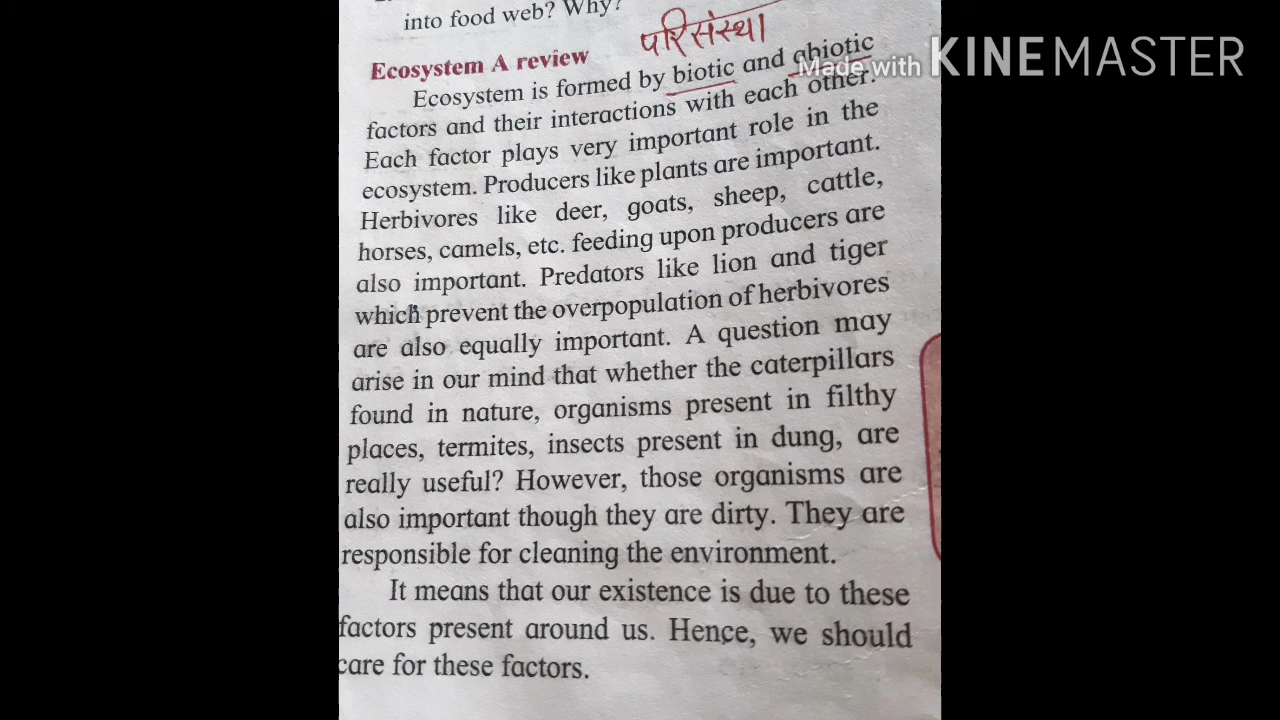 into food web? Why?
परिसंस्था
Ecosystem A review
Made with KINEMASTER
Ecosystem is formed by biotic and abiotic
factors and their interactions with each other.
Each factor plays very important role in the
ecosystem. Producers like plants are important.
Herbivores like deer, goats, sheep, cattle,
horses, camels, etc. feeding upon producers are
also important. Predators like lion and tiger
which prevent the overpopulation of herbivores
are also equally important. A question may
arise in our mind that whether the caterpillars
found in nature, organisms present in filthy
places, termites, insects present in dung, are
really useful? However, those organisms are
also important though they are dirty. They are
responsible for cleaning the environment.
It means that our existence is due to these
factors present around us. Hence, we should
care for these factors.